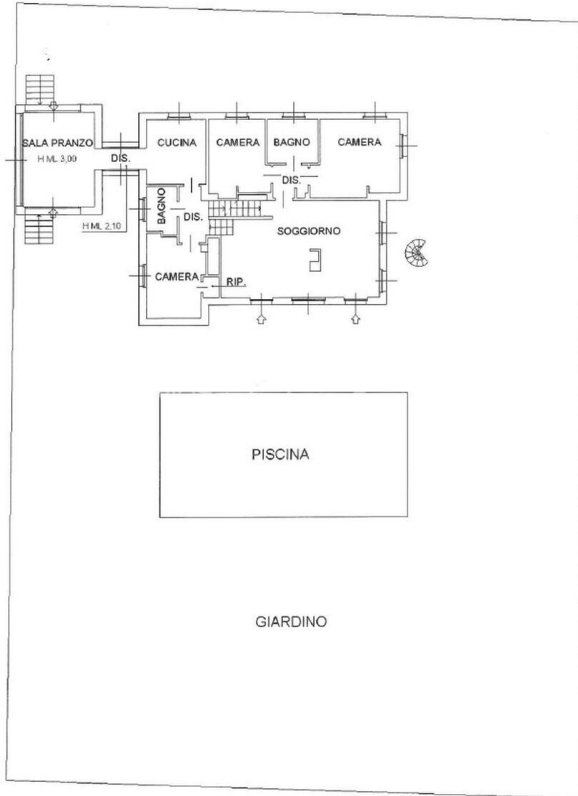 SALA PRANZO
H ML 3,00
DIS.
CUCINA
CAMERA
BAGNO
CAMERA
DIS.
BAGNO
DIS.
H ML 2,10
SOGGIORNO
CAMERA
RIP.
PISCINA
GIARDINO